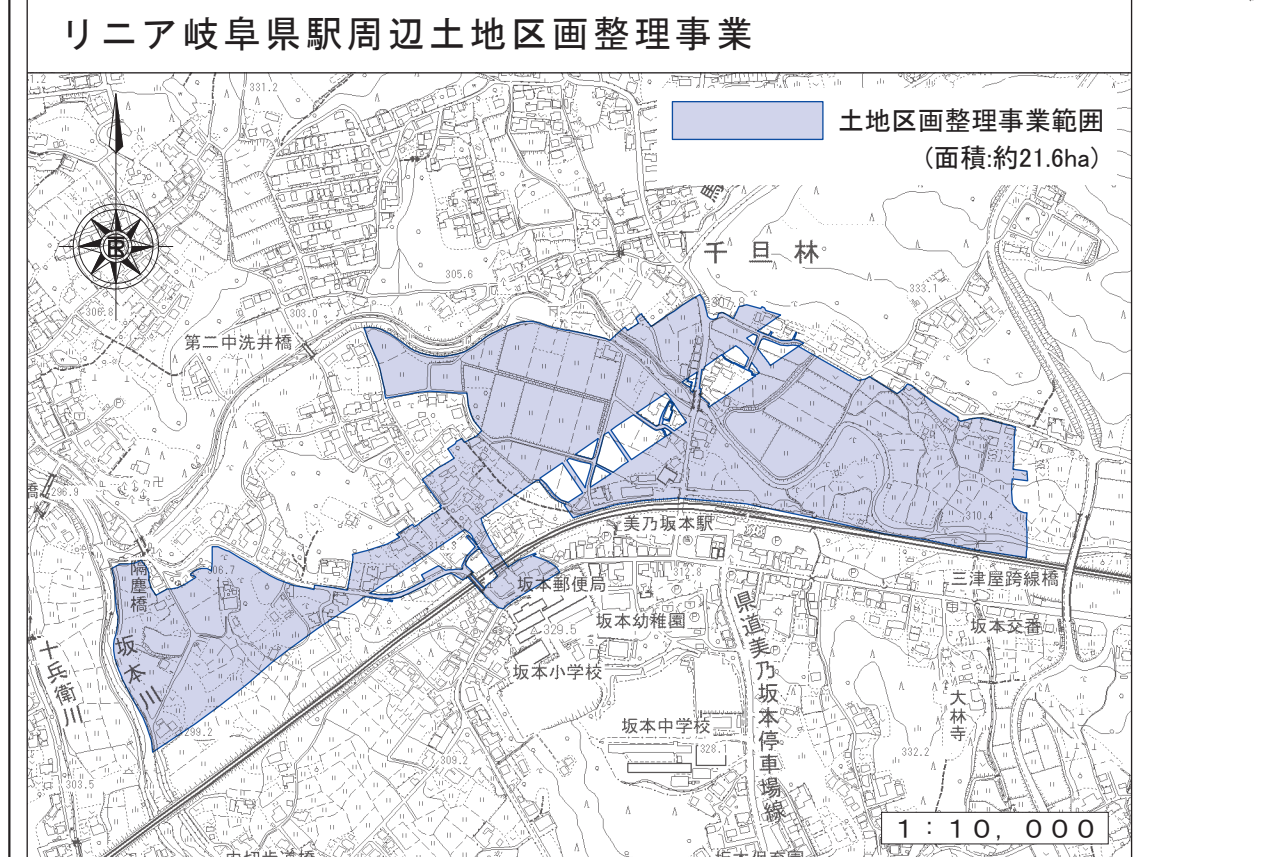 リニア岐阜県駅周辺土地区画整理事業
土地区画整理事業範囲
(面積:約21.6ha)
331.2
千旦林
305.6
333.1
306.8
303.0
第二中洗井橋
296.9
310.4
美乃坂本駅
隔塵橋
坂本郵便局
三津屋跨線橋
坂本幼稚園
坂本交番
329.5
坂本川
十兵衛川
坂本小学校
県道美乃坂本停車場線
大林寺
坂本中学校
299.2
328.1
332.2
309.2
303.5
1:10,000